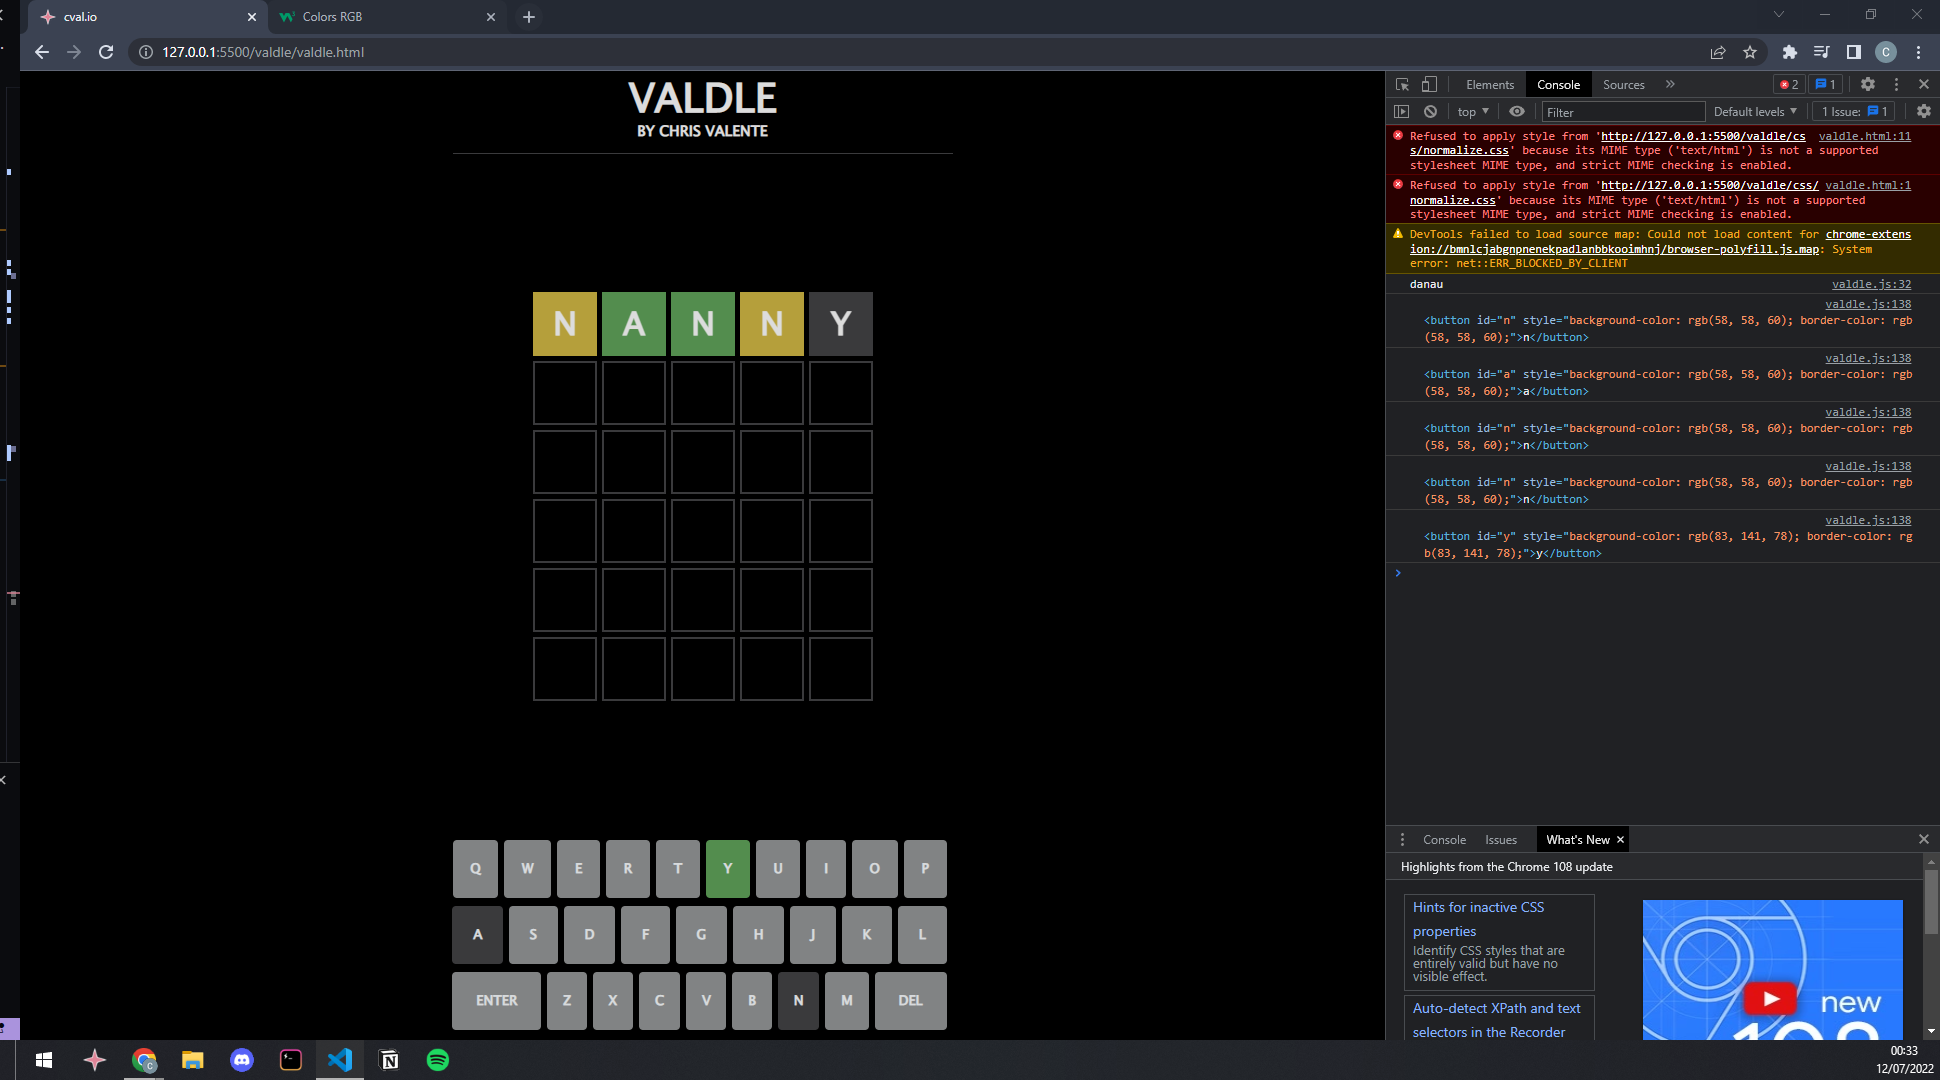 cval.io
Colors RGB
127.0.0.1:5500/valdle/valdle.html
C
VALDLE
BY CHRIS VALENTE
N A N N Y
Q W E R T Y U I O P
A S D F G H J K L
ENTER Z X C V B N M DEL
Elements Console Sources » 2 1
top Filter Default levels 1 Issue: 1
Refused to apply style from 'http://127.0.0.1:5500/valdle/cs valdle.html:11
s/normalize.css' because its MIME type ('text/html') is not a supported
stylesheet MIME type, and strict MIME checking is enabled.
Refused to apply style from 'http://127.0.0.1:5500/valdle/css/ valdle.html:1
normalize.css' because its MIME type ('text/html') is not a supported
stylesheet MIME type, and strict MIME checking is enabled.
DevTools failed to load source map: Could not load content for chrome-exten
sion://bmnlcjabgnpnenekpadlanbbkooimhnj/browser-polyfill.js.map: System
error: net::ERR_BLOCKED_BY_CLIENT
danau valdle.js:32
valdle.js:138
<button id="n" style="background-color: rgb(58, 58, 60); border-color: rgb
(58, 58, 60);">n</button>
valdle.js:138
<button id="a" style="background-color: rgb(58, 58, 60); border-color: rgb
(58, 58, 60);">a</button>
valdle.js:138
<button id="n" style="background-color: rgb(58, 58, 60); border-color: rgb
(58, 58, 60);">n</button>
valdle.js:138
<button id="n" style="background-color: rgb(58, 58, 60); border-color: rgb
(58, 58, 60);">n</button>
valdle.js:138
<button id="y" style="background-color: rgb(83, 141, 78); border-color: rg
b(83, 141, 78);">y</button>
Console Issues What's New
Highlights from the Chrome 108 update
Hints for inactive CSS
properties
Identify CSS styles that are
entirely valid but have no
visible effect.
Auto-detect XPath and text
selectors in the Recorder
new
108
00:33
12/07/2022